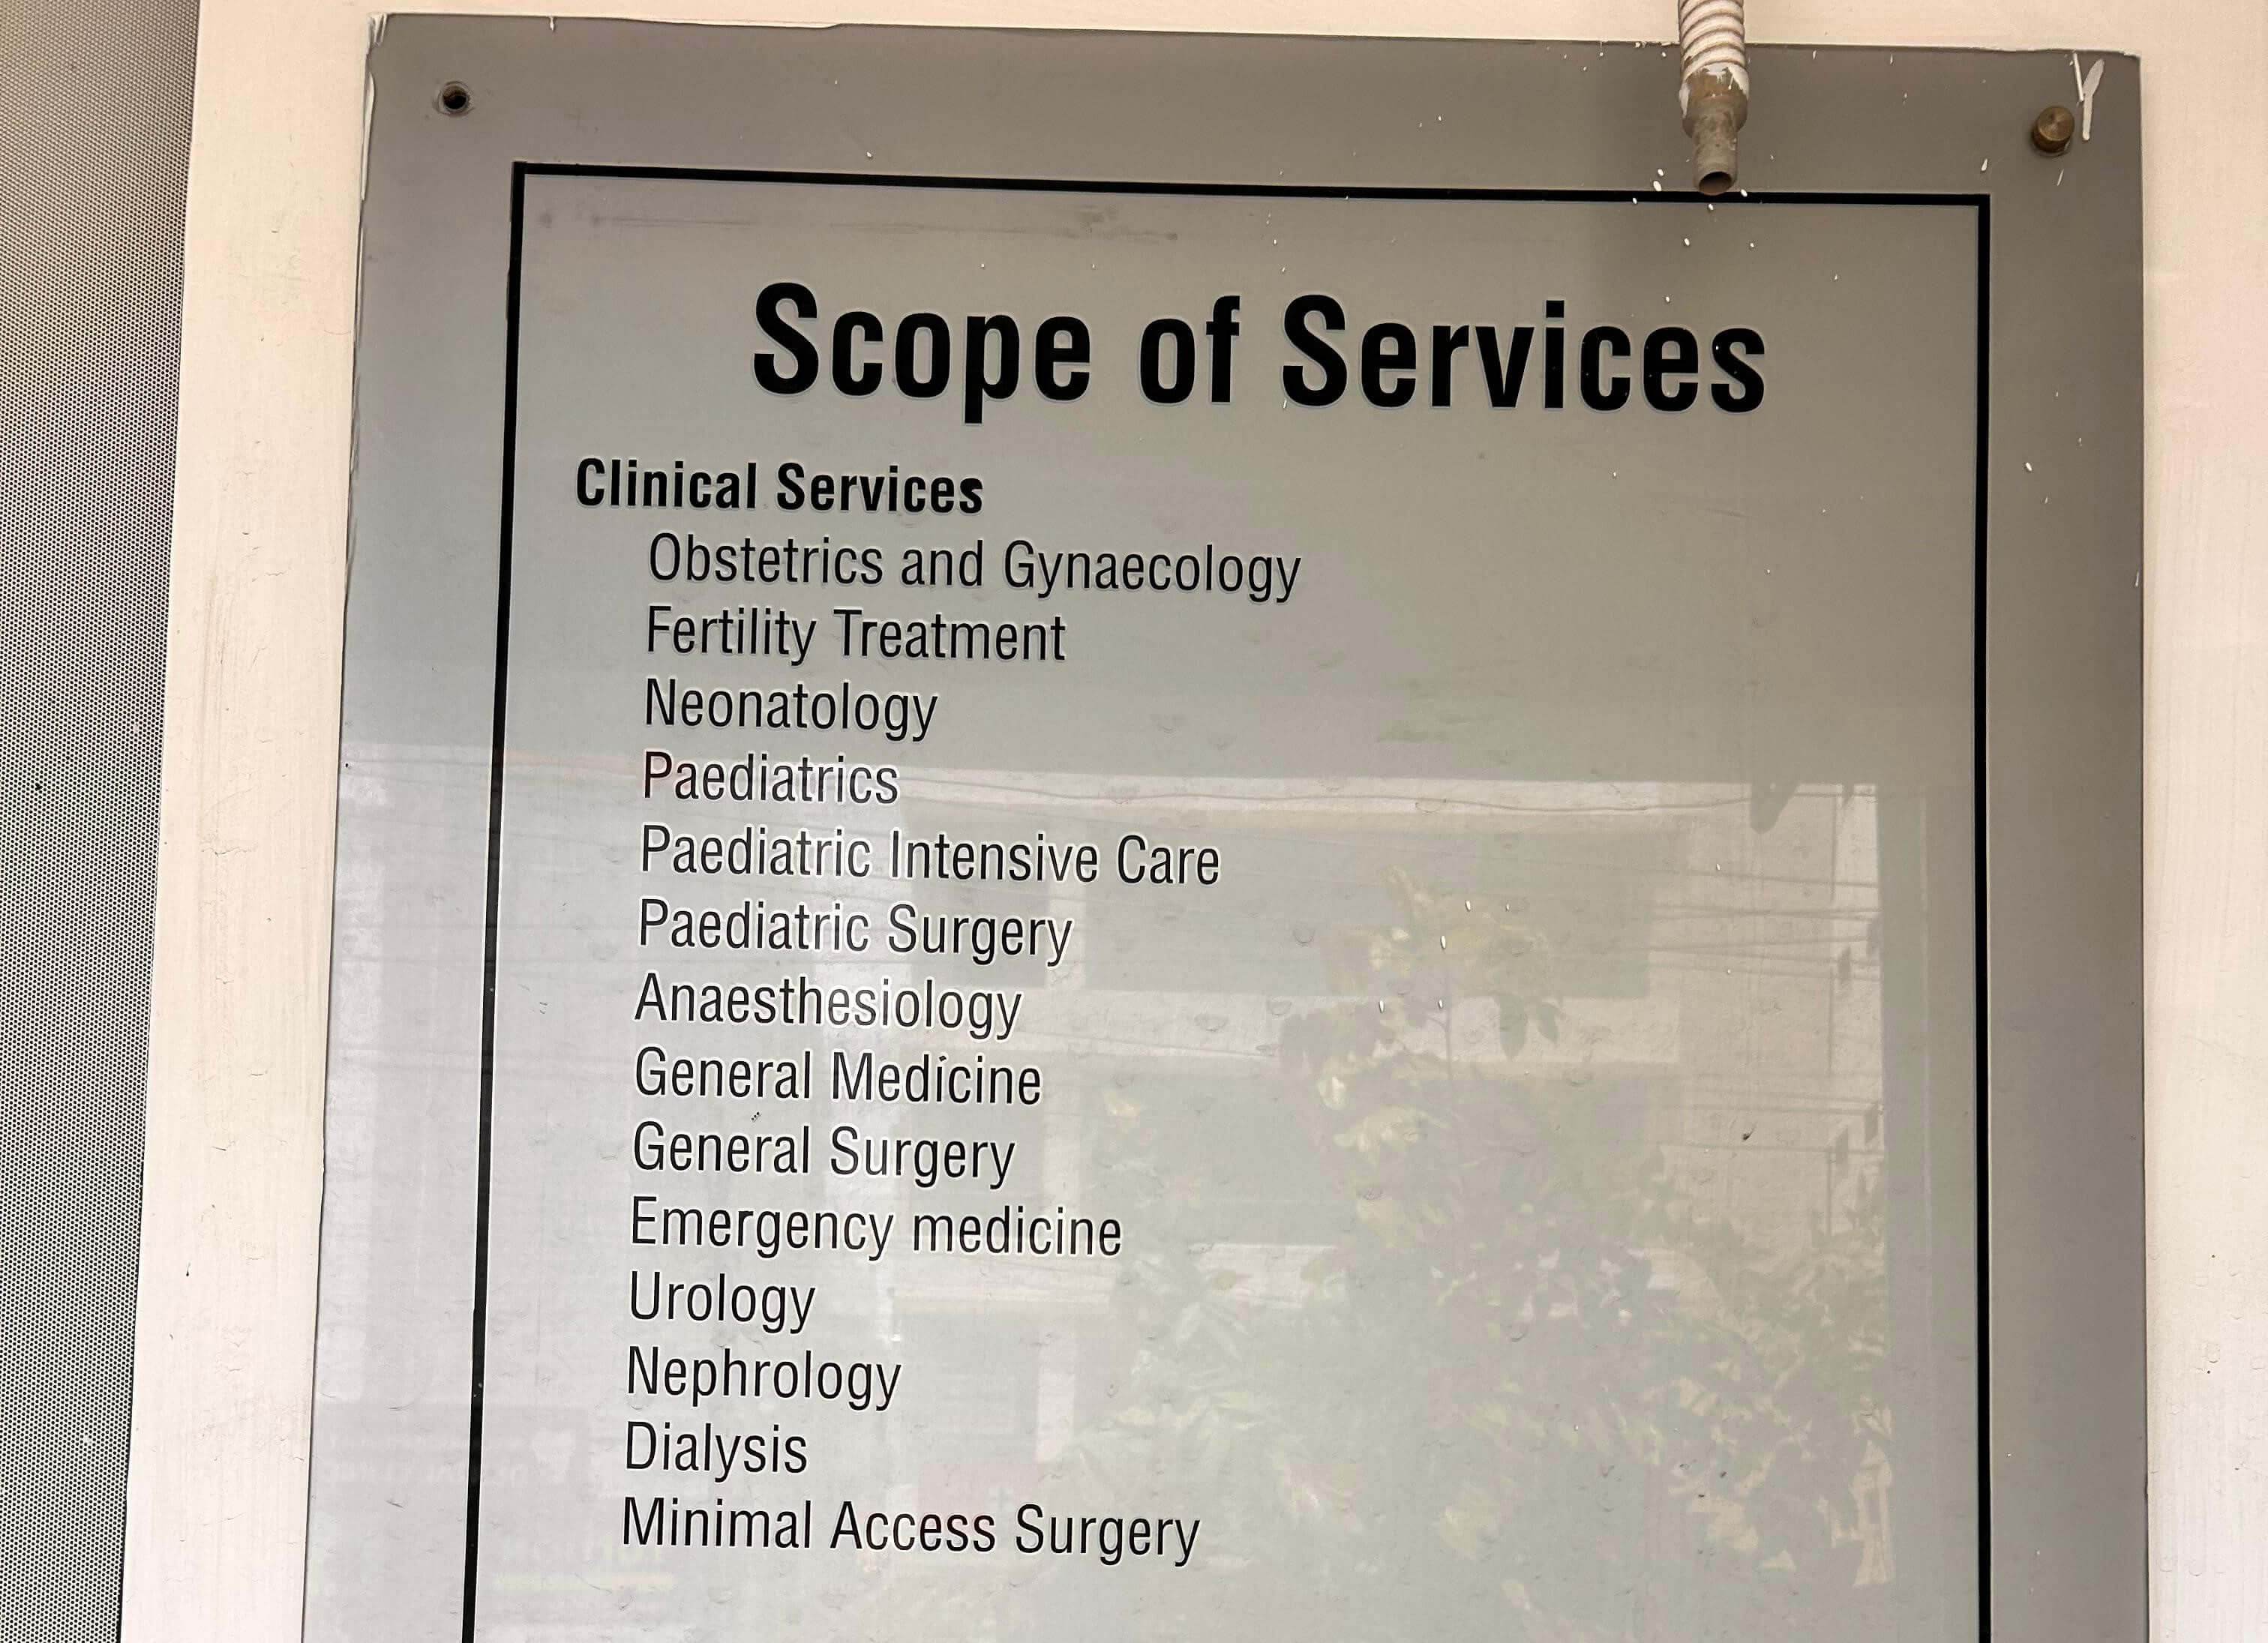 Scope of Services
Clinical Services
Obstetrics and Gynaecology
Fertility Treatment
Neonatology
Paediatrics
Paediatric Intensive Care
Paediatric Surgery
Anaesthesiology
General Medicine
General Surgery
Emergency medicine
Urology
Nephrology
Dialysis
Minimal Access Surgery